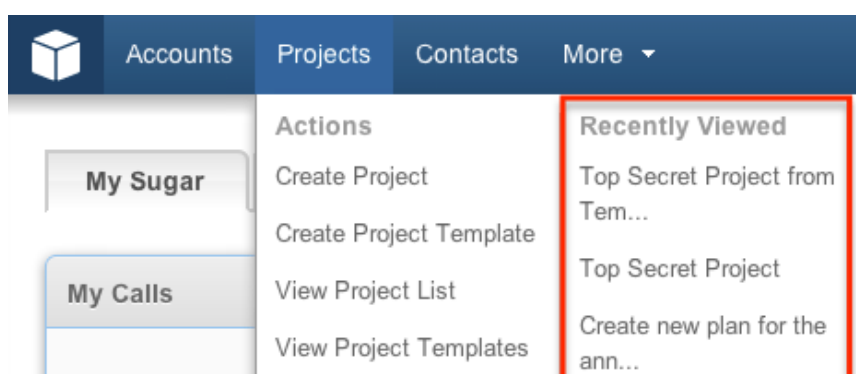 Accounts Projects Contacts More
My Sugar
My Calls
Actions
Create Project
Create Project Template
View Project List
View Project Templates
Recently Viewed
Top Secret Project from
Tem...
Top Secret Project
Create new plan for the
ann...